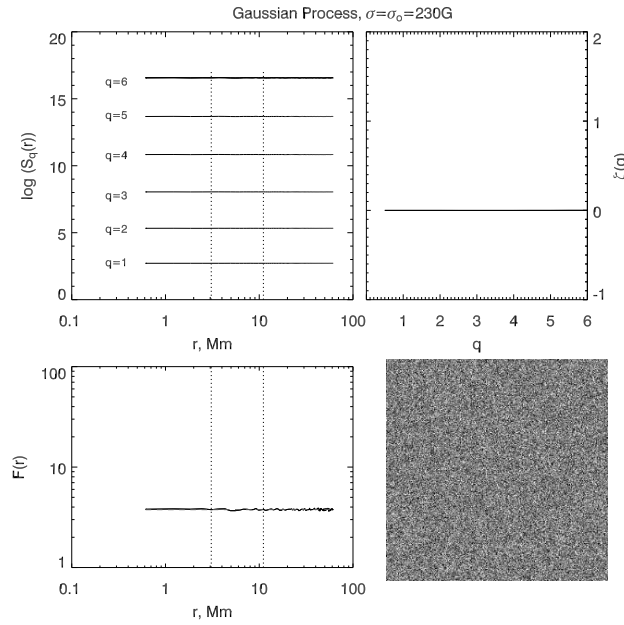 Gaussian Process, σ=σₒ=230G
20
15
10
5
0
log (S_q(r))
q=6
q=5
q=4
q=3
q=2
q=1
0.1
1
10
100
r, Mm
2
1
0
-1
ζ(q)
1
2
3
4
5
6
q
100
10
1
F(r)
0.1
1
10
100
r, Mm